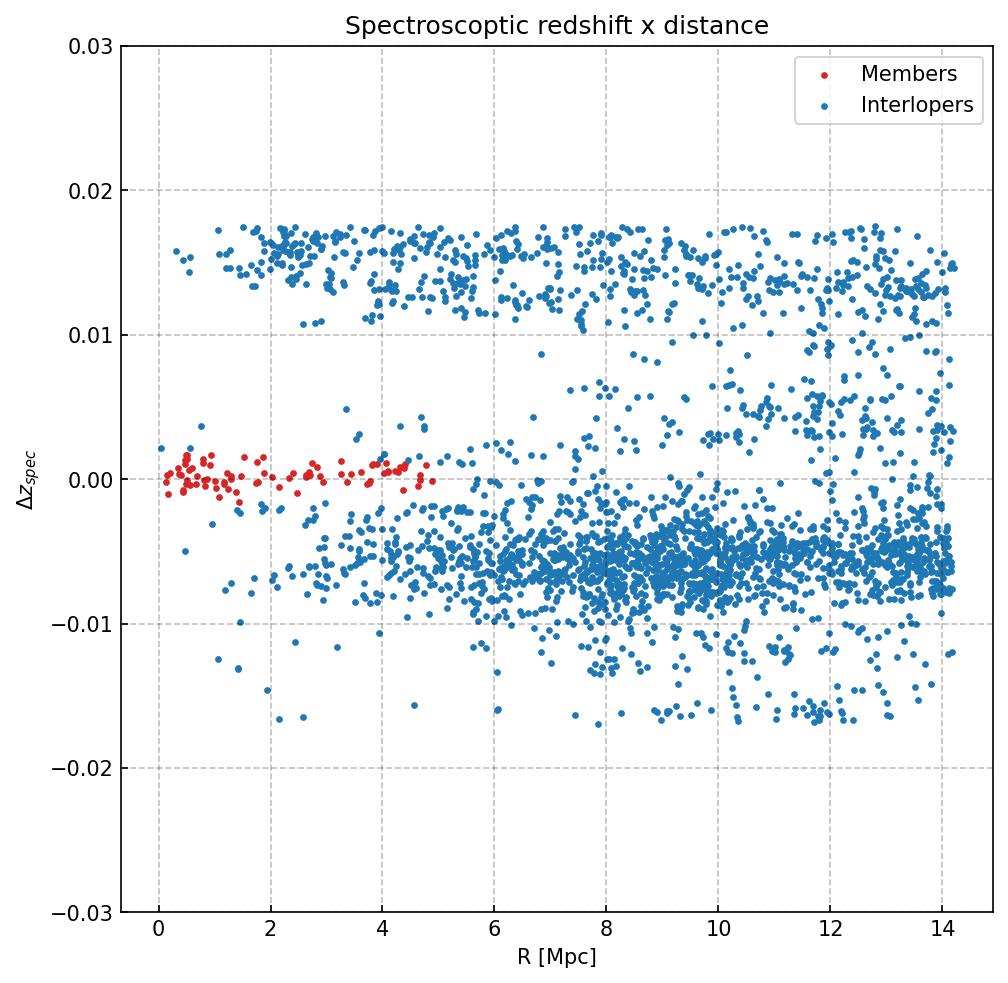 Spectroscoptic redshift x distance
Members
Interlopers
0.03
0.02
0.01
0.00
−0.01
−0.02
−0.03
Δz_spec
0 2 4 6 8 10 12 14
R [Mpc]